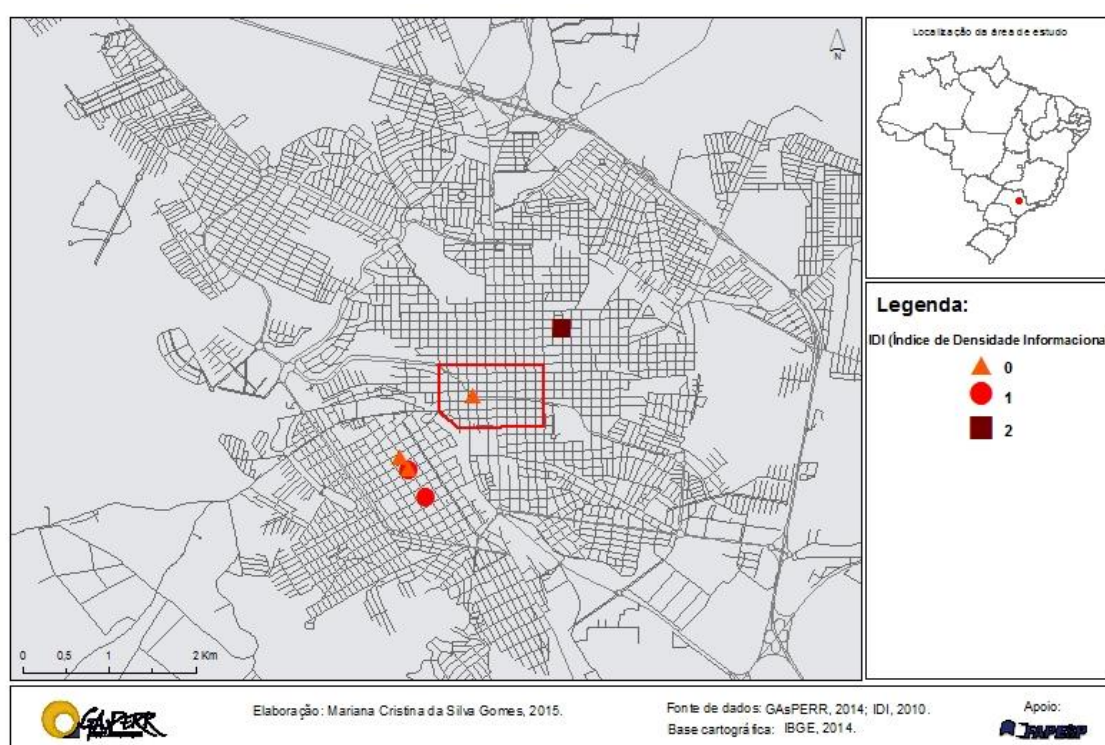 Localização da área de estudo
N
Legenda:
IDI (Índice de Densidade Informaciona
0
1
2
0 0,5 1 2 Km
GAsPERR
Elaboração: Mariana Cristina da Silva Gomes, 2015.
Fonte de dados: GAsPERR, 2014; IDI, 2010.
Base cartográfica: IBGE, 2014.
Apoio:
FAPESP